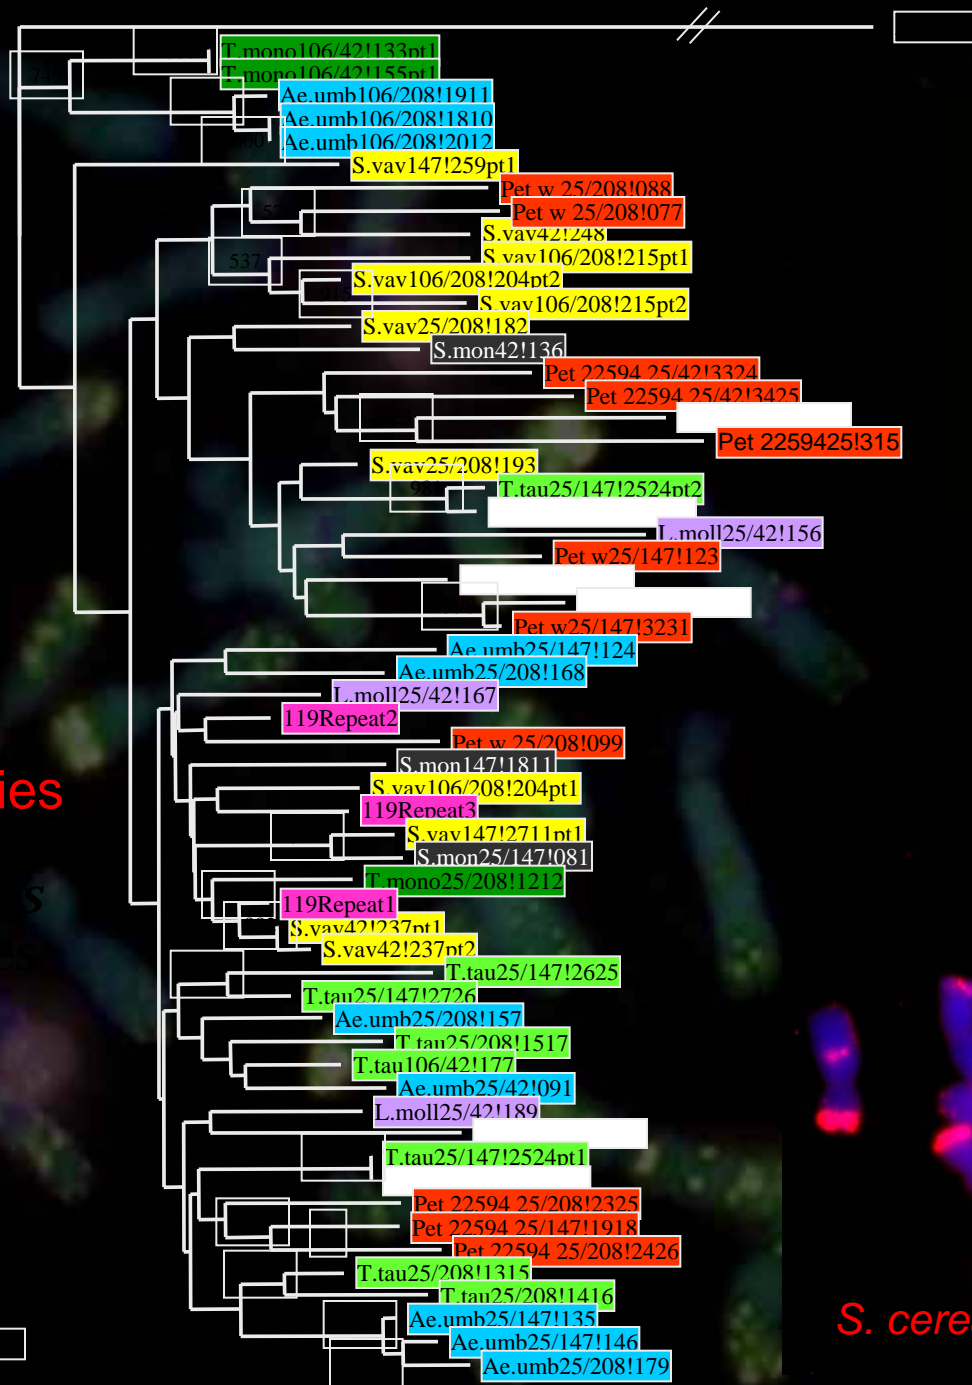 T.mono106/42!133pt1
T.mono106/42!155pt1
Ae.umb106/208!1911
Ae.umb106/208!1810
Ae.umb106/208!2012
S.vav147!259pt1
Pet w 25/208!088
Pet w 25/208!077
S.vav42!248
S.vav106/208!215pt1
537
S.vav106/208!204pt2
S.vav106/208!215pt2
S.vav25/208!182
S.mon42!136
Pet 22594 25/42!3324
Pet 22594 25/42!3425
Pet 2259425!315
S.vav25/208!193
T.tau25/147!2524pt2
L.moll25/42!156
Pet w25/147!123
Pet w25/147!3231
Ae.umb25/147!124
Ae.umb25/208!168
L.moll25/42!167
119Repeat2
Pet w 25/208!099
S.mon147!1811
ies
S.vav106/208!204pt1
119Repeat3
S.vav147!2711pt1
S.mon25/147!081
T.mono25/208!1212
119Repeat1
S.vav42!237pt1
S.vav42!237pt2
T.tau25/147!2625
T.tau25/147!2726
Ae.umb25/208!157
T.tau25/208!1517
T.tau106/42!177
Ae.umb25/42!091
L.moll25/42!189
T.tau25/147!2524pt1
Pet 22594 25/208!2325
Pet 22594 25/147!1918
Pet 22594 25/208!2426
T.tau25/208!1315
T.tau25/208!1416
Ae.umb25/147!135
S. cere
Ae.umb25/147!146
Ae.umb25/208!179